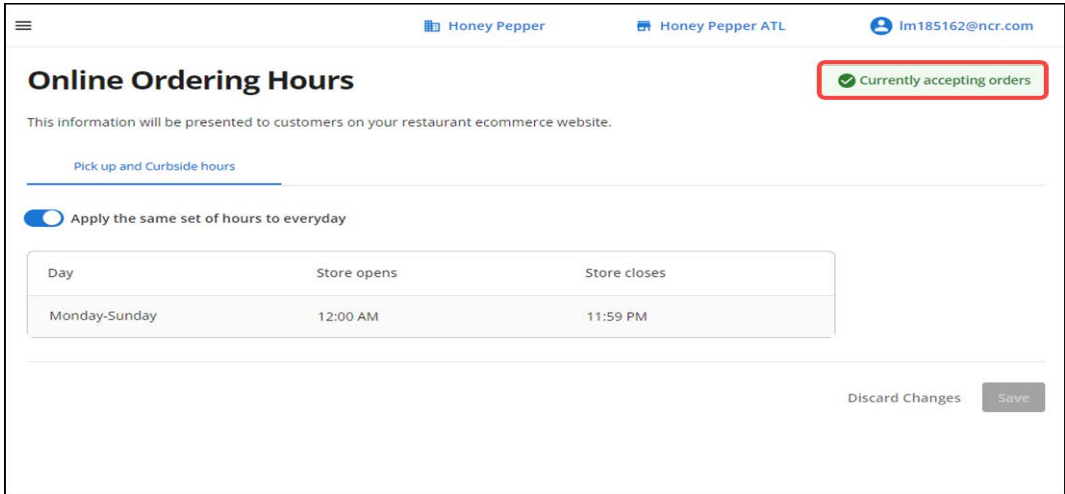 Honey Pepper Honey Pepper ATL lm185162@ncr.com
Online Ordering Hours
Currently accepting orders
This information will be presented to customers on your restaurant ecommerce website.
Pick up and Curbside hours
Apply the same set of hours to everyday
Day Store opens Store closes
Monday-Sunday 12:00 AM 11:59 PM
Discard Changes Save